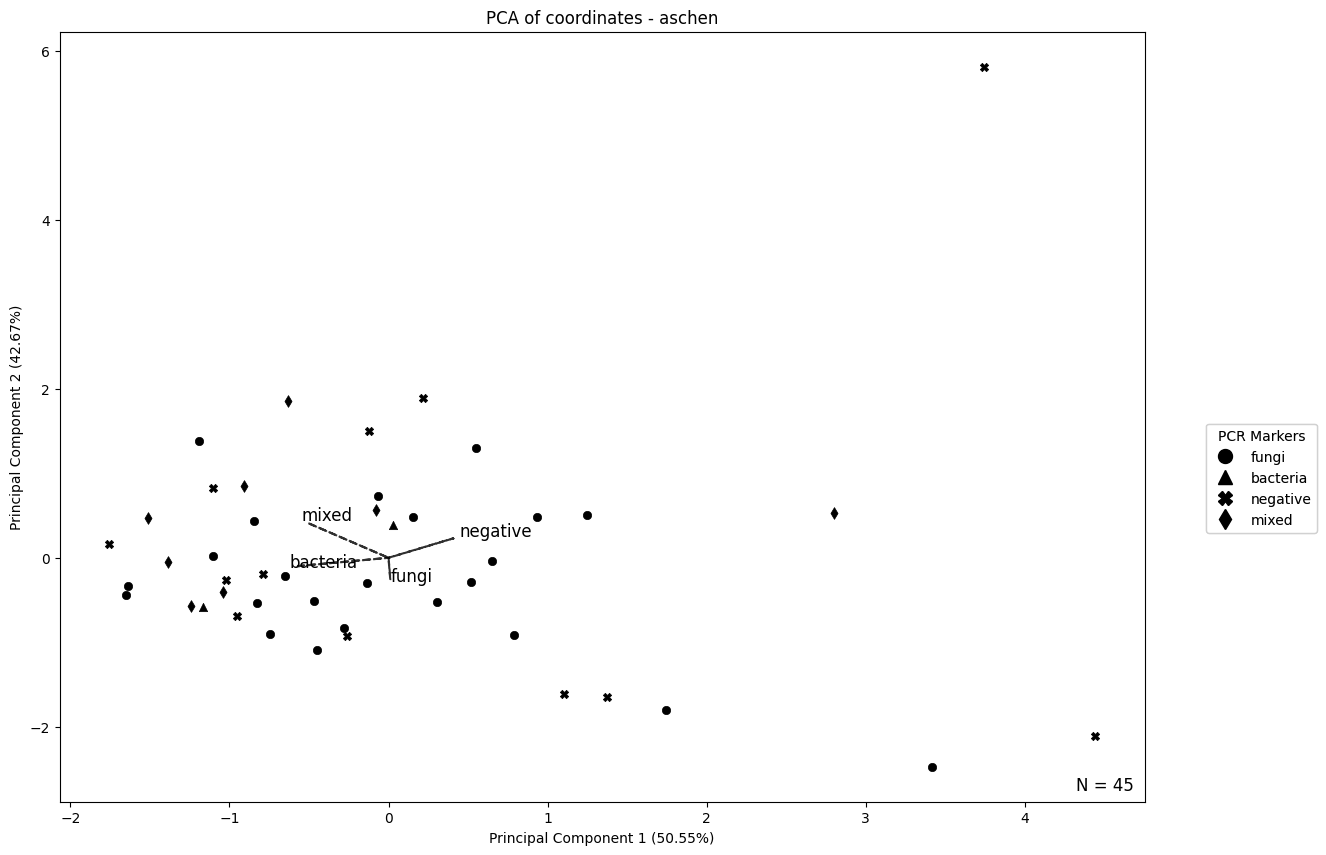 PCA of coordinates - aschen
6
4
2
0
−2
Principal Component 2 (42.67%)
mixed
negative
bacteria
fungi
N = 45
−2
−1
0
1
2
3
4
Principal Component 1 (50.55%)
PCR Markers
fungi
bacteria
negative
mixed